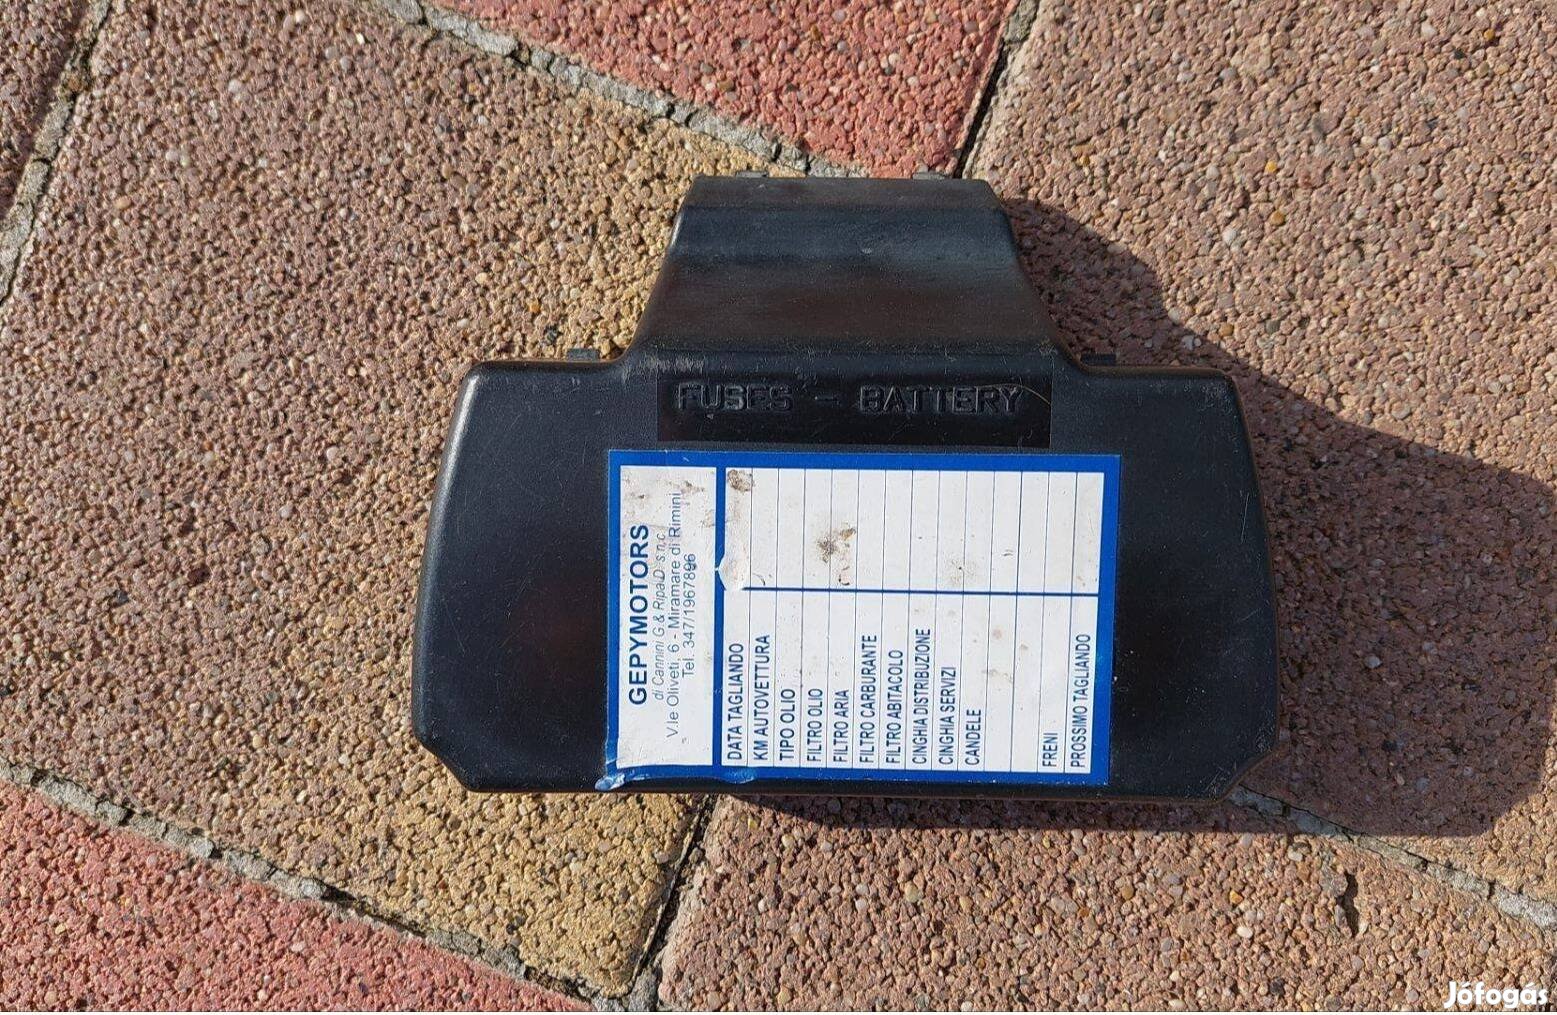 FUSES - BATTERY
GEPYMOTORS
di Cannini G.& Ripa D. s.n.c.
V.le Oliveti, 6 - Miramare di Rimini
Tel. 347/1967896
DATA TAGLIANDO
KM AUTOVETTURA
TIPO OLIO
FILTRO OLIO
FILTRO ARIA
FILTRO CARBURANTE
FILTRO ABITACOLO
CINGHIA DISTRIBUZIONE
CINGHIA SERVIZI
CANDELE
FRENI
PROSSIMO TAGLIANDO
Jófogás